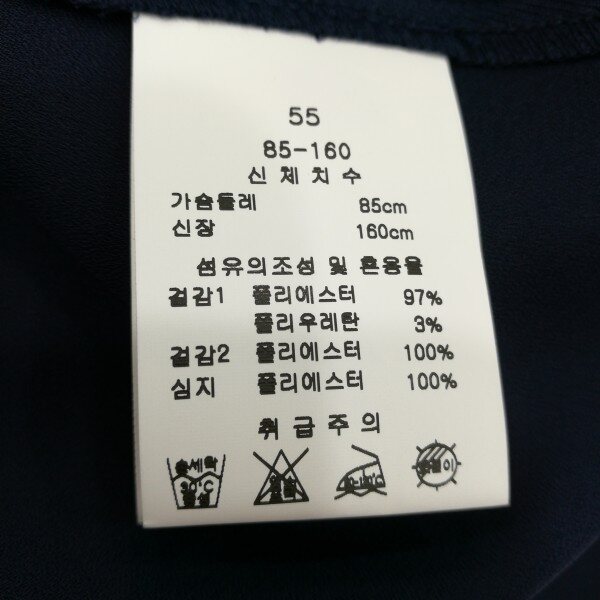 55
85-160
신체치수
가슴둘레 85cm
신장 160cm
섬유의조성 및 혼용율
겉감1 폴리에스터 97%
폴리우레탄 3%
겉감2 폴리에스터 100%
심지 폴리에스터 100%
취급주의